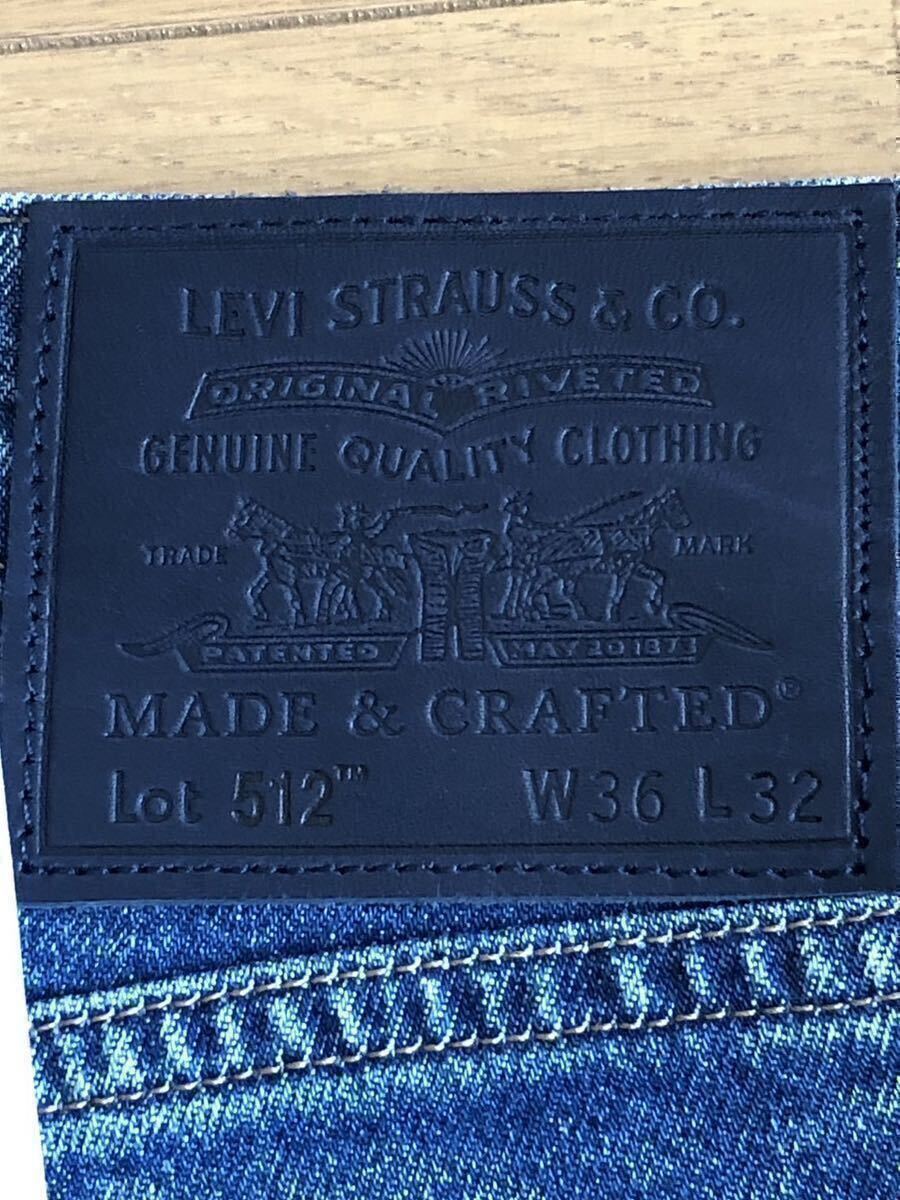 LEVI STRAUSS & CO.
ORIGINAL RIVETED
GENUINE QUALITY CLOTHING
TRADE MARK
PATENTED MAY 20 1873
MADE & CRAFTED®
Lot 512™ W36 L32